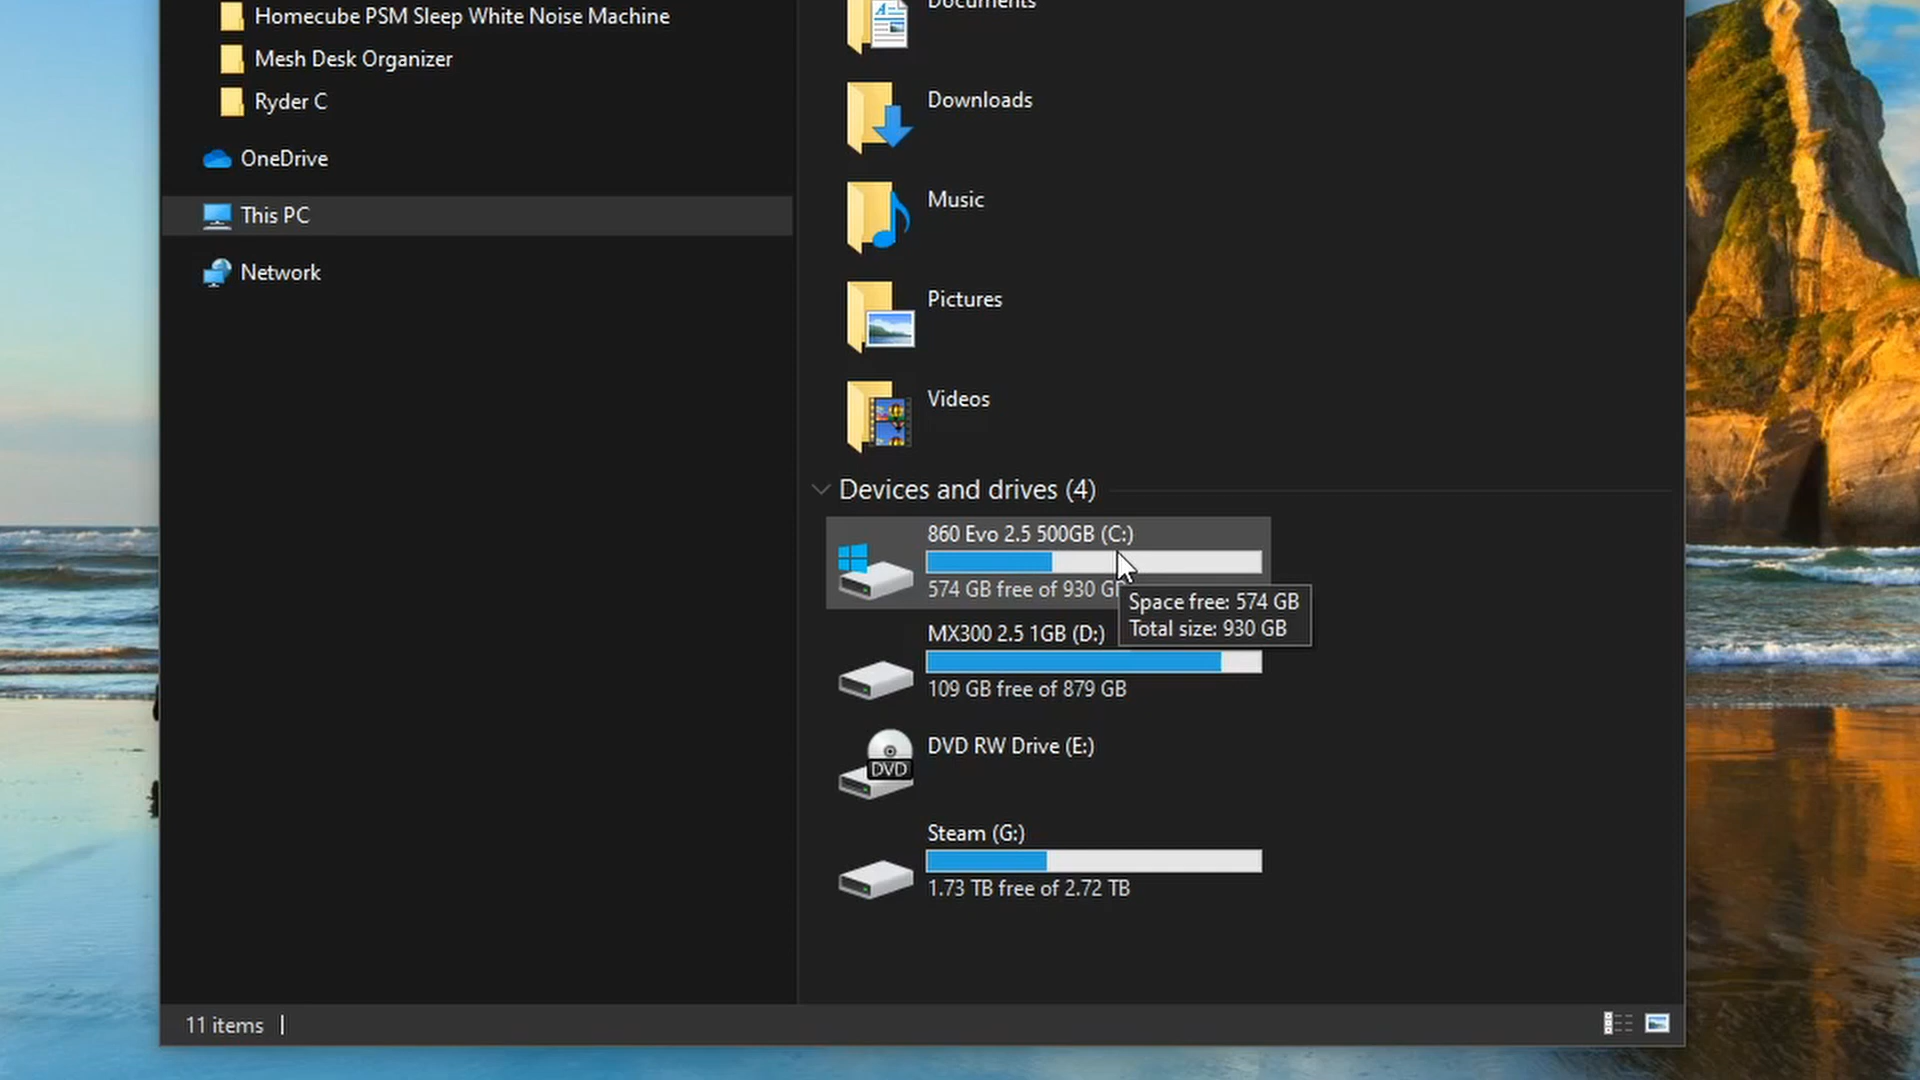 Homecube PSM Sleep White Noise Machine
Mesh Desk Organizer
Ryder C
OneDrive
This PC
Network
Documents
Downloads
Music
Pictures
Videos
Devices and drives (4)
860 Evo 2.5 500GB (C:)
574 GB free of 930 GB
Space free: 574 GB
Total size: 930 GB
MX300 2.5 1GB (D:)
109 GB free of 879 GB
DVD RW Drive (E:)
DVD
Steam (G:)
1.73 TB free of 2.72 TB
11 items